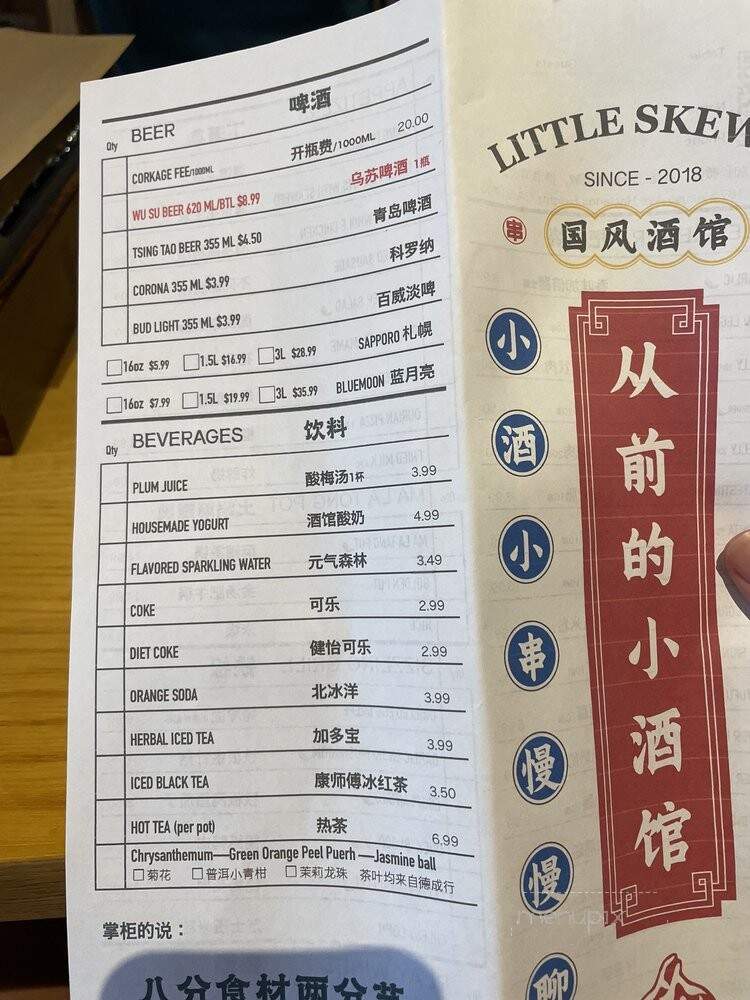 BEER 啤酒
Qty
CORKAGE FEE/1000ML 开瓶费/1000ML 20.00
WU SU BEER 620 ML/BTL $8.99 乌苏啤酒 1瓶
TSING TAO BEER 355 ML $4.50 青岛啤酒
CORONA 355 ML $3.99 科罗纳
BUD LIGHT 355 ML $3.99 百威淡啤
16oz $5.99 1.5L $16.99 3L $28.99 SAPPORO 札幌
16oz $7.99 1.5L $19.99 3L $35.99 BLUEMOON 蓝月亮
Qty BEVERAGES 饮料
PLUM JUICE 酸梅汤1杯 3.99
HOUSEMADE YOGURT 酒馆酸奶 4.99
FLAVORED SPARKLING WATER 元气森林 3.49
COKE 可乐 2.99
DIET COKE 健怡可乐 2.99
ORANGE SODA 北冰洋 3.99
HERBAL ICED TEA 加多宝 3.99
ICED BLACK TEA 康师傅冰红茶 3.50
HOT TEA (per pot) 热茶 6.99
Chrysanthemum—Green Orange Peel Puerh —Jasmine ball
菊花 普洱小青柑 茉莉龙珠 茶叶均来自德成行
掌柜的说：
八分食材两分艺
LITTLE SKEW
SINCE - 2018
串 国风酒馆
小酒小串慢慢聊
从前的小酒馆
menupix